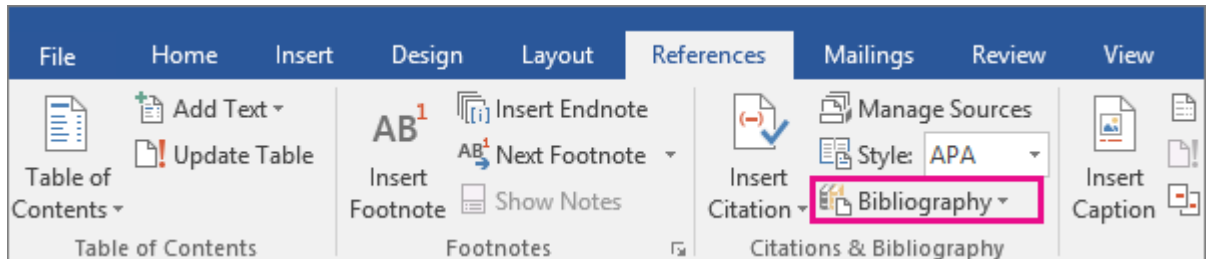 File Home Insert Design Layout References Mailings Review View
Table of
Contents
Add Text
Update Table
Table of Contents
AB1
Insert
Footnote
[i] Insert Endnote
AB1 Next Footnote
Show Notes
Footnotes
(-)
Insert
Citation
Manage Sources
Style: APA
Bibliography
Citations & Bibliography
Insert
Caption